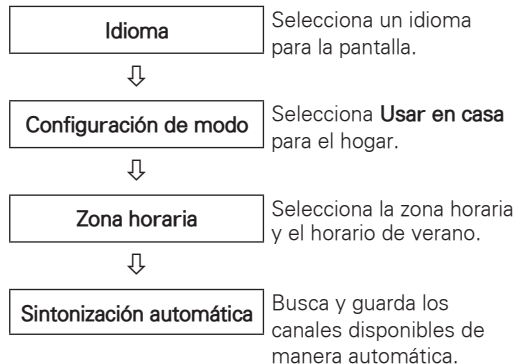 Idioma
Selecciona un idioma
para la pantalla.
Configuración de modo
Selecciona Usar en casa
para el hogar.
Zona horaria
Selecciona la zona horaria
y el horario de verano.
Sintonización automática
Busca y guarda los
canales disponibles de
manera automática.